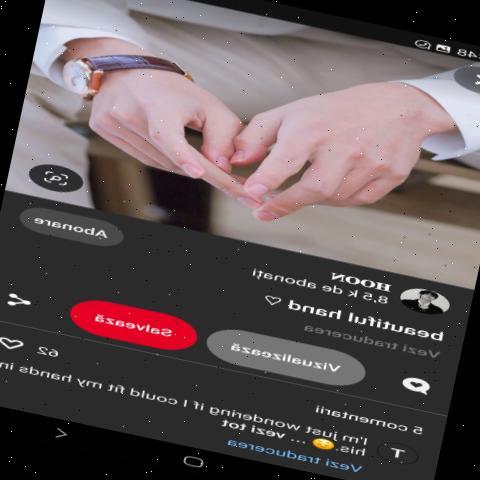 :48
Abonare
HOON
8,5 k de abonați
beautiful hand ♡
Vezi traducerea
Vizualizează
Salvează
5 comentarii
62
T
I'm just wondering if I could fit my hands in
his. 😏 ... vezi tot
Vezi traducerea